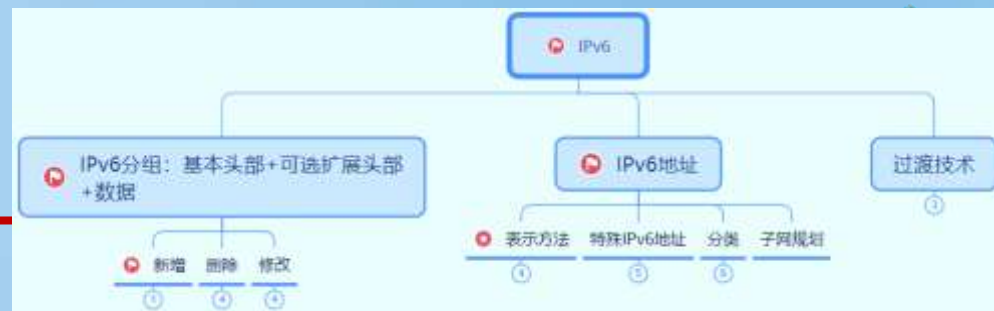 IPv6
IPv6分组：基本头部+可选扩展头部
+数据
IPv6地址
过渡技术
新增
删除
修改
表示方法
特殊IPv6地址
分类
子网规划